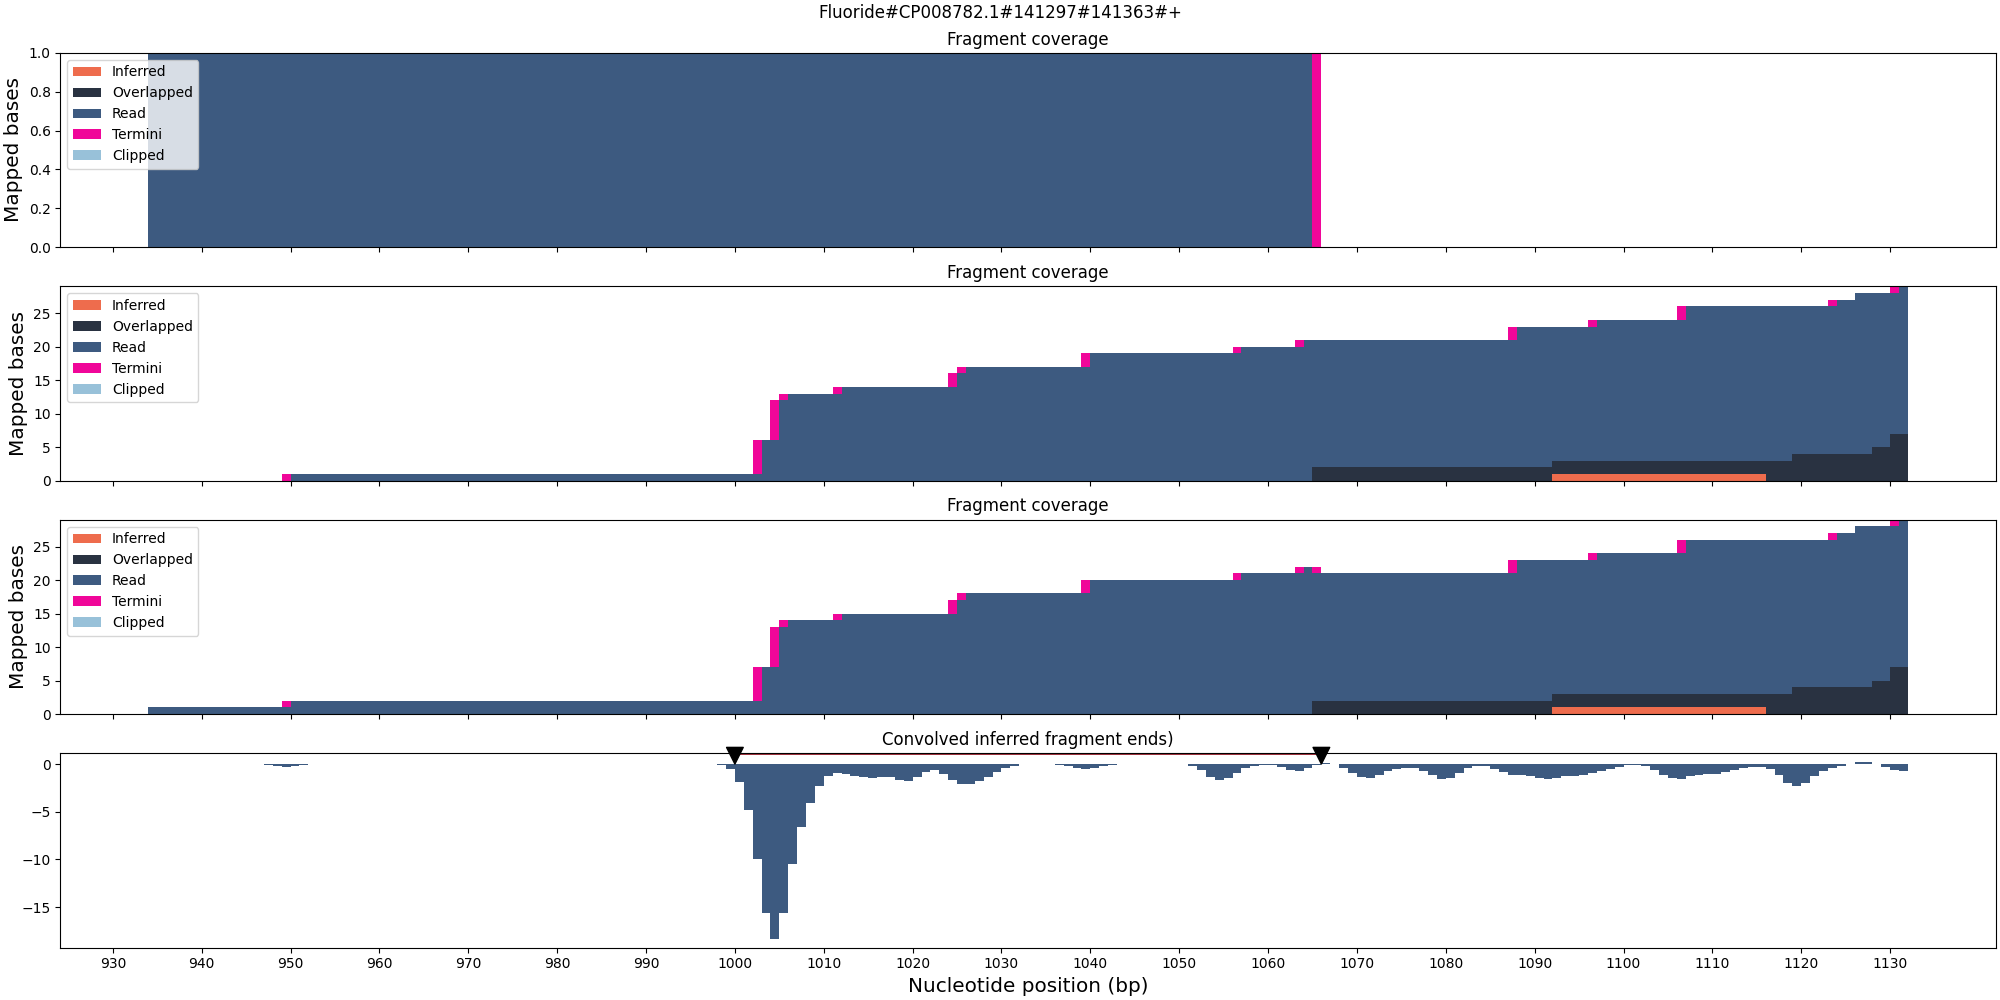 Fluoride#CP008782.1#141297#141363#+
Fragment coverage
Mapped bases
1.0
0.8
0.6
0.4
0.2
0.0
Inferred
Overlapped
Read
Termini
Clipped
Fragment coverage
Mapped bases
25
20
15
10
5
0
Inferred
Overlapped
Read
Termini
Clipped
Fragment coverage
Mapped bases
25
20
15
10
5
0
Inferred
Overlapped
Read
Termini
Clipped
Convolved inferred fragment ends)
0
−5
−10
−15
930 940 950 960 970 980 990 1000 1010 1020 1030 1040 1050 1060 1070 1080 1090 1100 1110 1120 1130
Nucleotide position (bp)